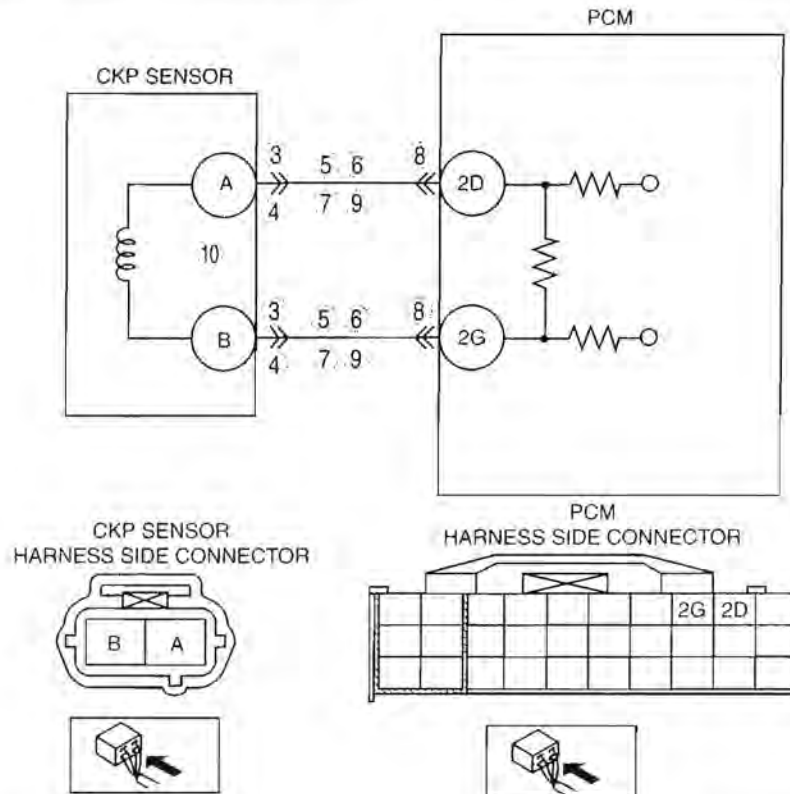 PCM
CKP SENSOR
A
3
5 6
8
2D
4
7 9
10
B
3
5 6
8
2G
4
7 9
CKP SENSOR
HARNESS SIDE CONNECTOR
PCM
HARNESS SIDE CONNECTOR
B A
2G 2D